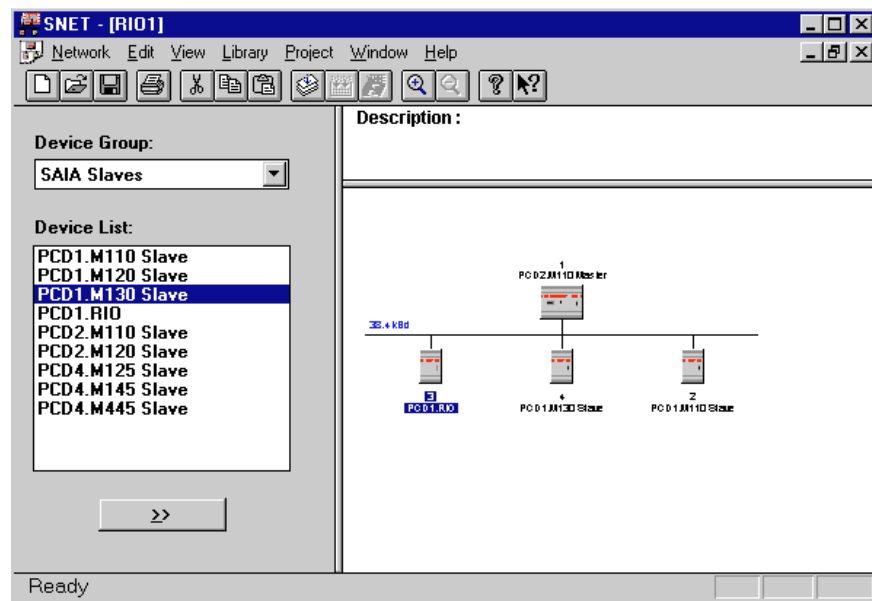 SNET - [RIO1]
Network Edit View Library Project Window Help
Description :
Device Group:
SAIA Slaves
Device List:
PCD1.M110 Slave
PCD1.M120 Slave
PCD1.M130 Slave
PCD1.RIO
PCD2.M110 Slave
PCD2.M120 Slave
PCD4.M125 Slave
PCD4.M145 Slave
PCD4.M445 Slave
>>
1
PCD2.M110 Master
38.4 kBd
3
PCD1.RIO
4
PCD1.M130 Slave
2
PCD1.M110 Slave
Ready